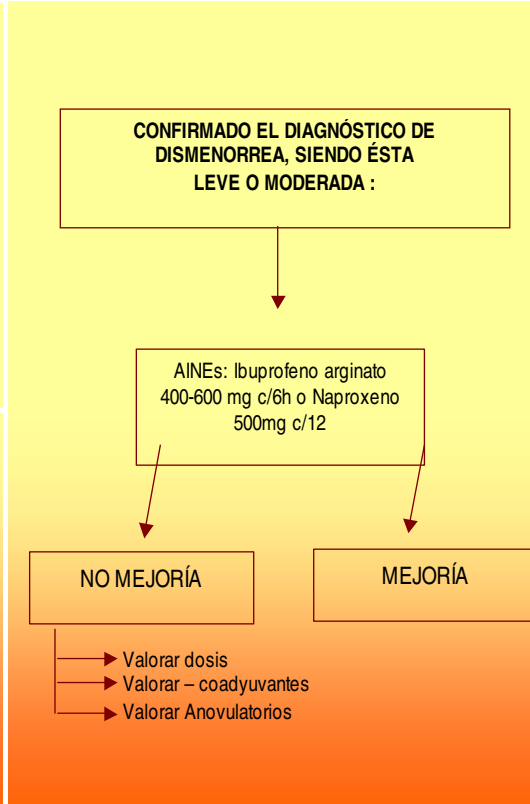 CONFIRMADO EL DIAGNÓSTICO DE
DISMENORREA, SIENDO ÉSTA
LEVE O MODERADA :
AINEs: Ibuprofeno arginato
400-600 mg c/6h o Naproxeno
500mg c/12
NO MEJORÍA
MEJORÍA
Valorar dosis
Valorar – coadyuvantes
Valorar Anovulatorios